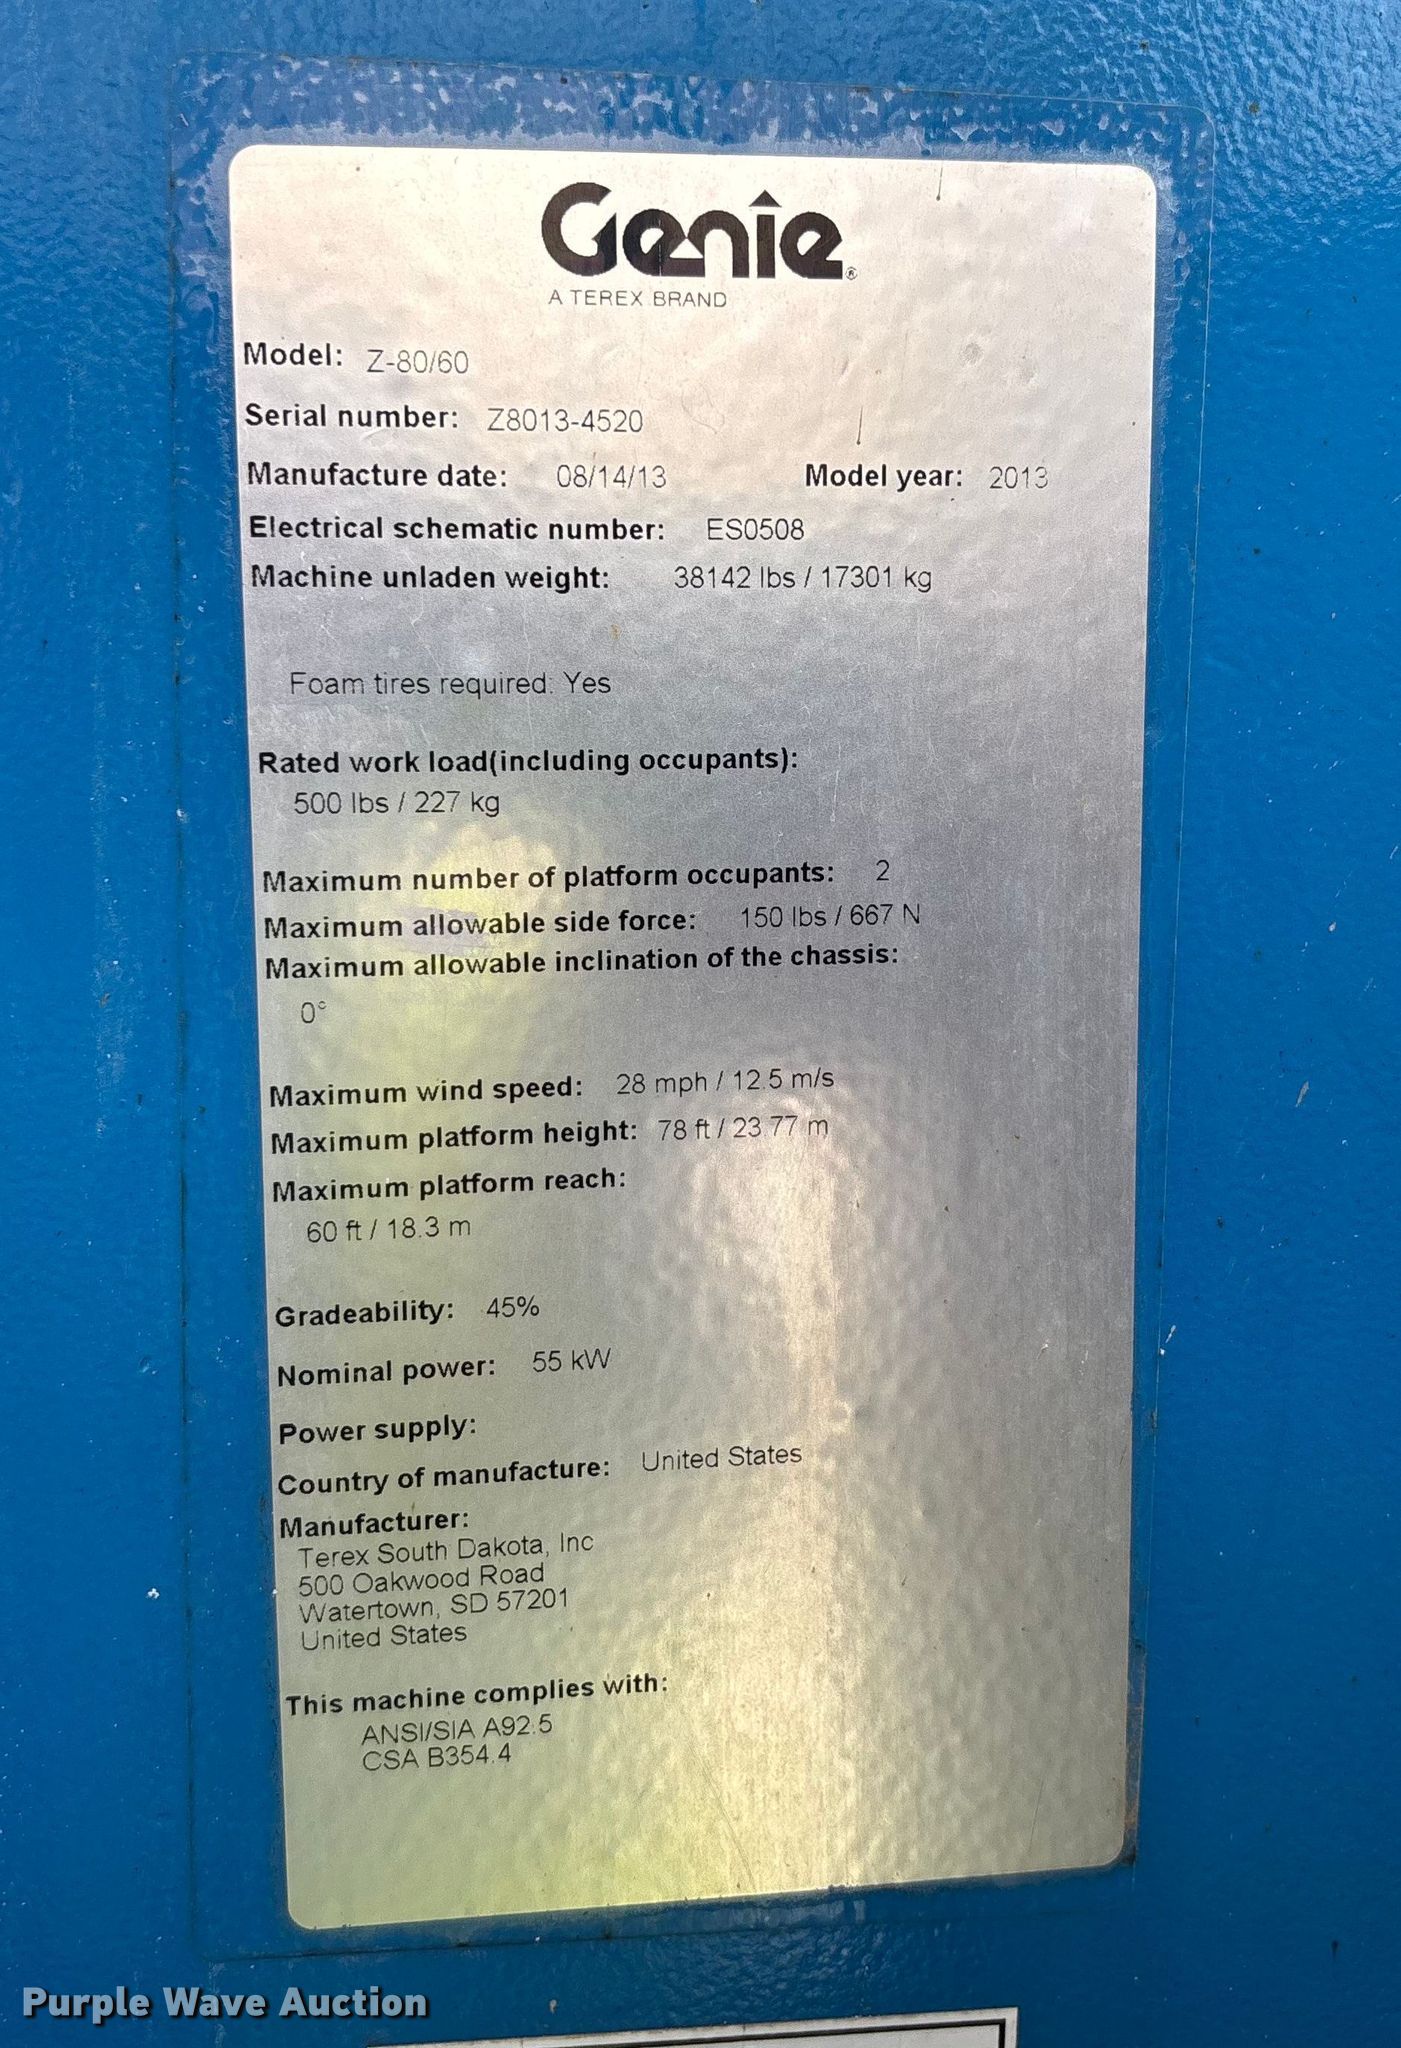 Genie®
A TEREX BRAND
Model: Z-80/60
Serial number: Z8013-4520
Manufacture date: 08/14/13 Model year: 2013
Electrical schematic number: ES0508
Machine unladen weight: 38142 lbs / 17301 kg
Foam tires required: Yes
Rated work load(including occupants):
500 lbs / 227 kg
Maximum number of platform occupants: 2
Maximum allowable side force: 150 lbs / 667 N
Maximum allowable inclination of the chassis:
0°
Maximum wind speed: 28 mph / 12.5 m/s
Maximum platform height: 78 ft / 23.77 m
Maximum platform reach:
60 ft / 18.3 m
Gradeability: 45%
Nominal power: 55 kW
Power supply:
Country of manufacture: United States
Manufacturer:
Terex South Dakota, Inc
500 Oakwood Road
Watertown, SD 57201
United States
This machine complies with:
ANSI/SIA A92.5
CSA B354.4
Purple Wave Auction